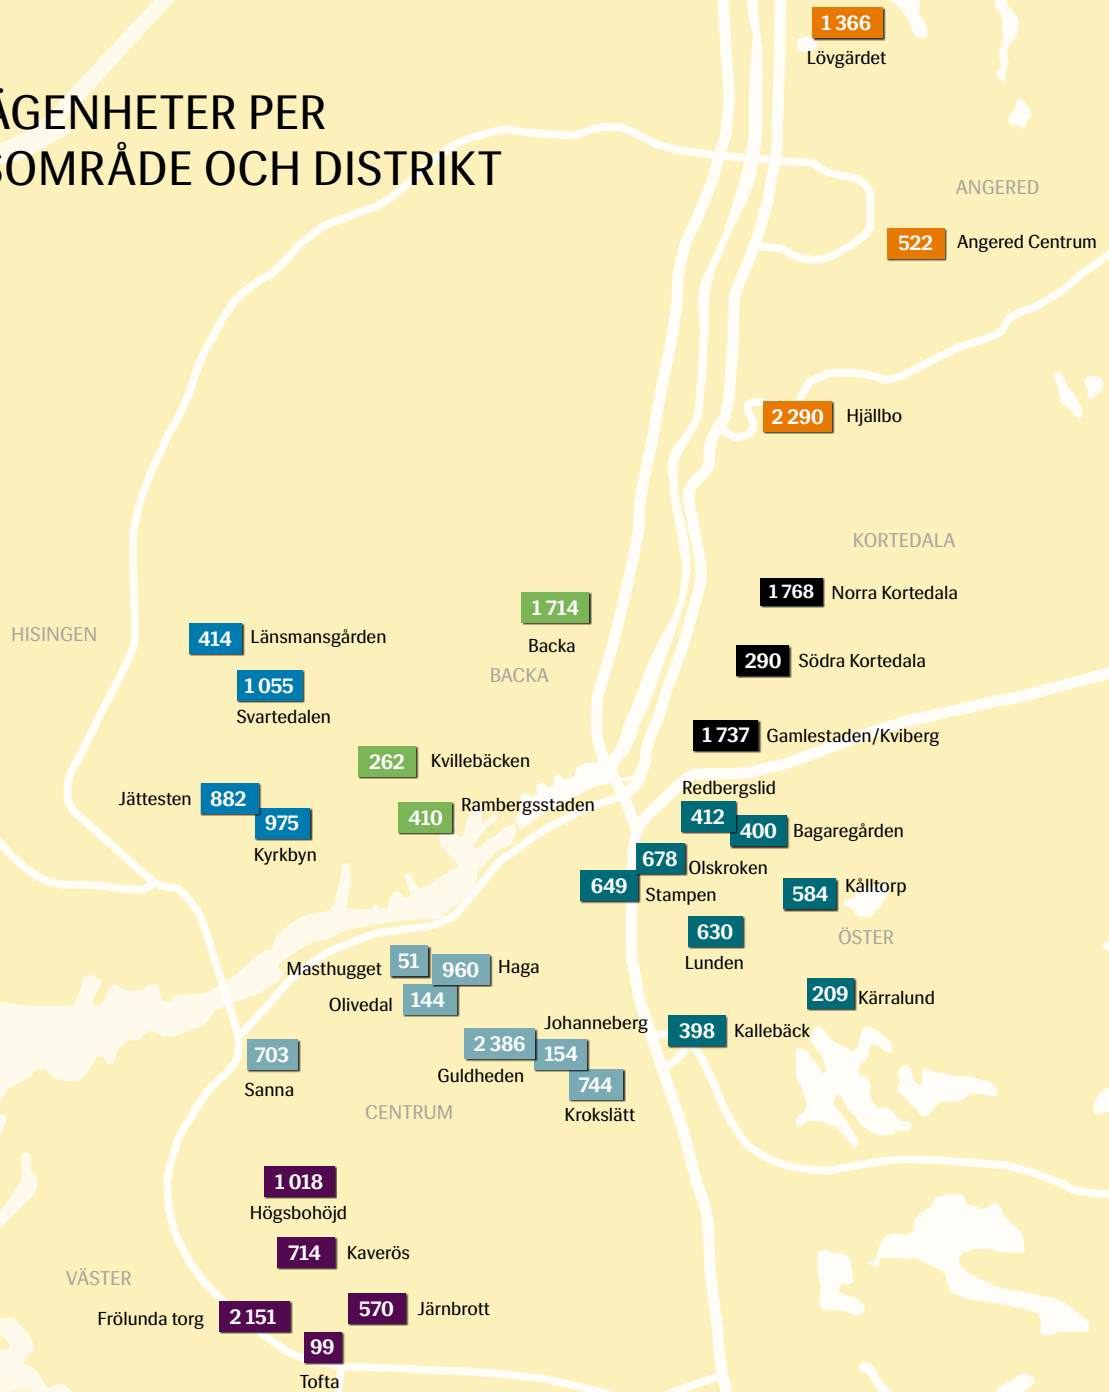 1 366
Lövgärdet
ÄGENHETER PER
SOMRÅDE OCH DISTRIKT
ANGERED
522 Angered Centrum
2 290 Hjällbo
KORTEDALA
1 768 Norra Kortedala
1 714
Backa
BACKA
HISINGEN
414 Länsmansgården
290 Södra Kortedala
1 055
Svartedalen
1 737 Gamlestaden/Kviberg
262 Kvillebäcken
Jättesten 882
975
Kyrkbyn
410 Rambergsstaden
Redbergslid
412
400 Bagaregården
678 Olskroken
649 Stampen
584 Kålltorp
630
Lunden
ÖSTER
Masthugget 51
960 Haga
Olivedal 144
209 Kärralund
398 Kallebäck
Johanneberg
2 386 154
Guldheden
744
Krokslätt
703
Sanna
CENTRUM
1 018
Högsbohöjd
714 Kaverös
VÄSTER
Frölunda torg 2 151
570 Järnbrott
99
Tofta